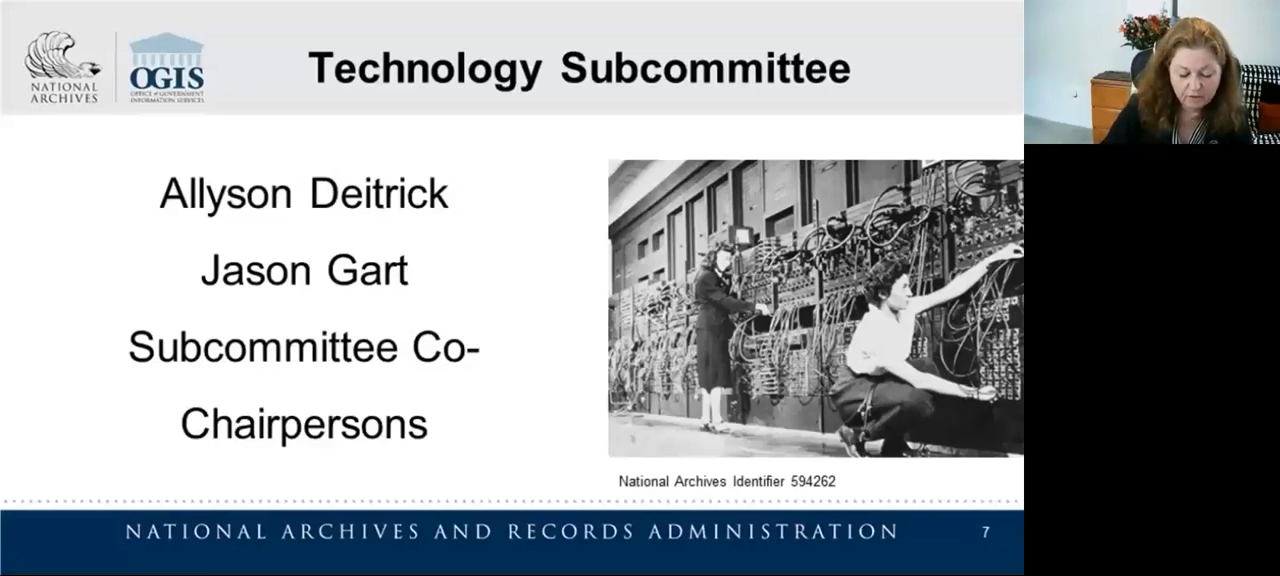 Technology Subcommittee
NATIONAL
ARCHIVES
OGIS
OFFICE of GOVERNMENT
INFORMATION SERVICES
Allyson Deitrick
Jason Gart
Subcommittee Co-
Chairpersons
National Archives Identifier 594262
NATIONAL ARCHIVES AND RECORDS ADMINISTRATION
7